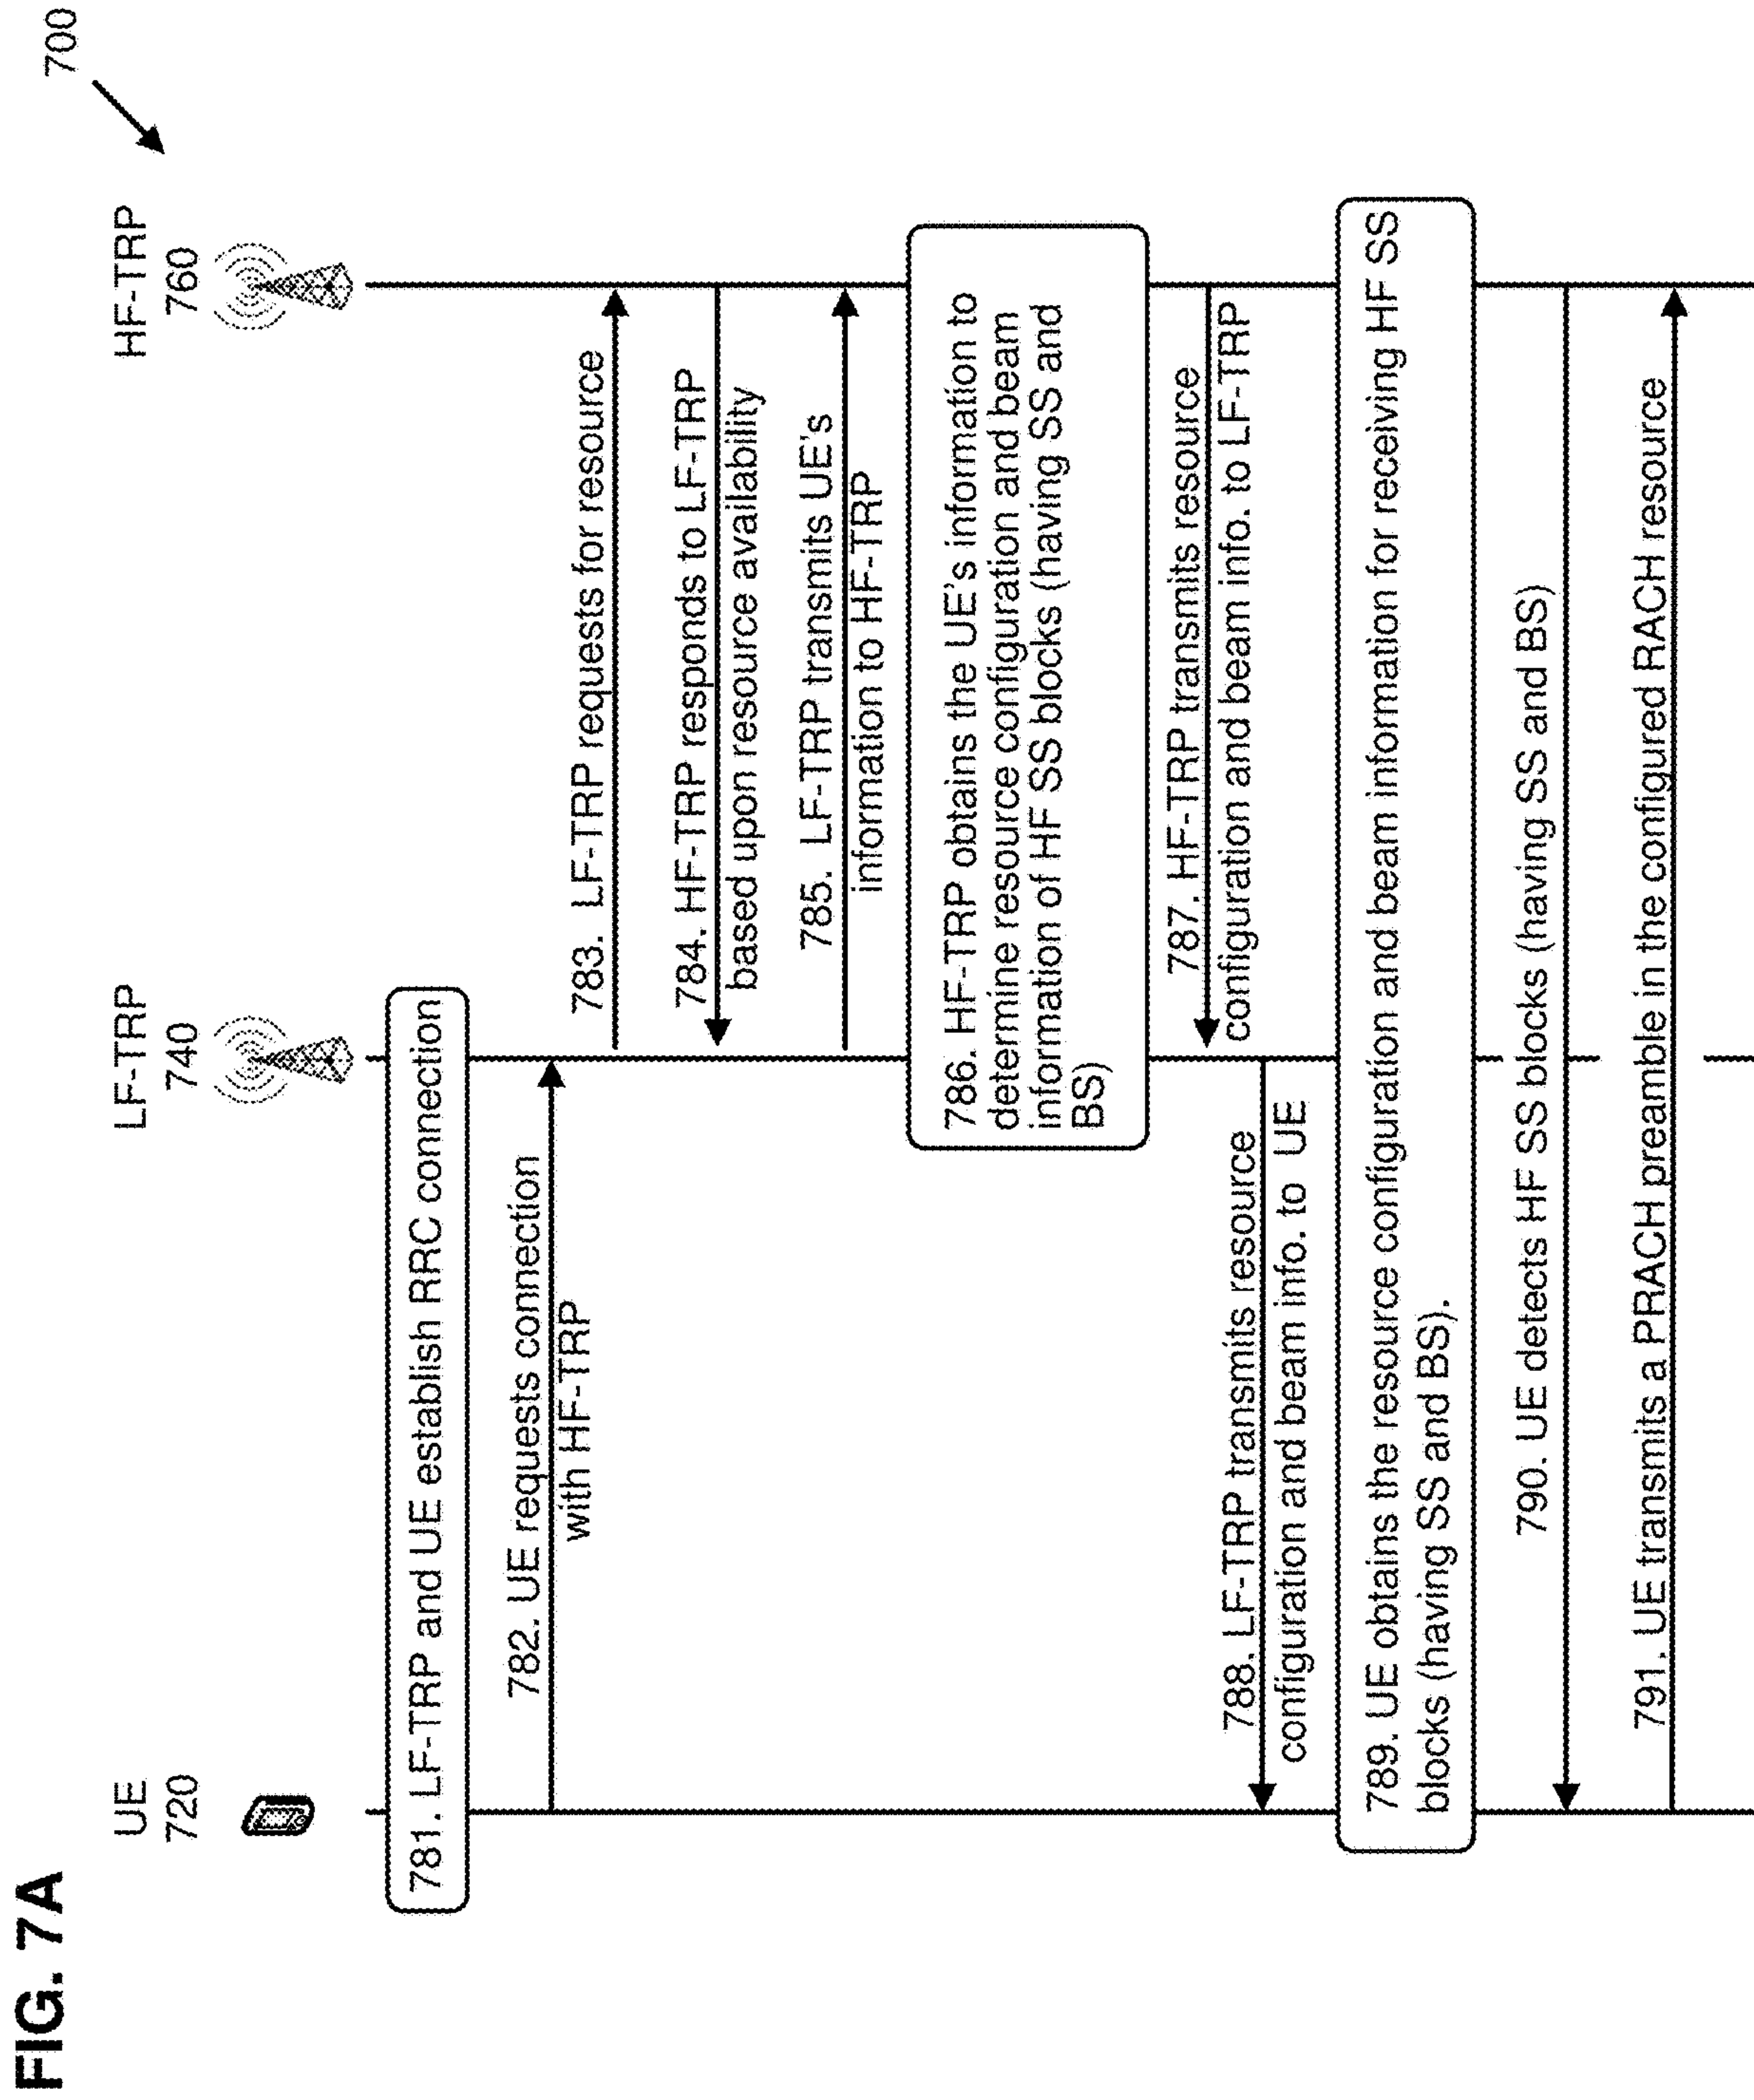 FIG. 7A
700
UE
720
LF-TRP
740
HF-TRP
760
781. LF-TRP and UE establish RRC connection
782. UE requests connection
with HF-TRP
783. LF-TRP requests for resource
784. HF-TRP responds to LF-TRP
based upon resource availability
785. LF-TRP transmits UE's
information to HF-TRP
786. HF-TRP obtains the UE's information to
determine resource configuration and beam
information of HF SS blocks (having SS and
BS)
787. HF-TRP transmits resource
configuration and beam info. to LF-TRP
788. LF-TRP transmits resource
configuration and beam info. to UE
789. UE obtains the resource configuration and beam information for receiving HF SS
blocks (having SS and BS).
790. UE detects HF SS blocks (having SS and BS)
791. UE transmits a PRACH preamble in the configured RACH resource